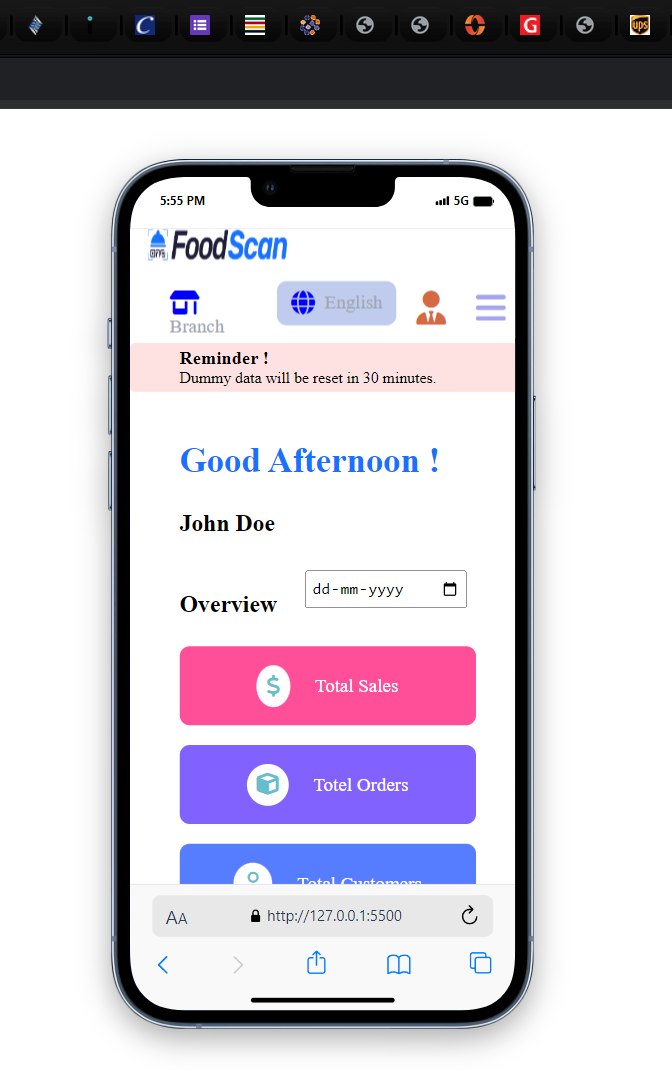 C
G
ups
5:55 PM
5G
FoodScan
English
Branch
Reminder !
Dummy data will be reset in 30 minutes.
Good Afternoon !
John Doe
Overview
dd-mm-yyyy
$ Total Sales
Totel Orders
Total Customers
AA
http://127.0.0.1:5500